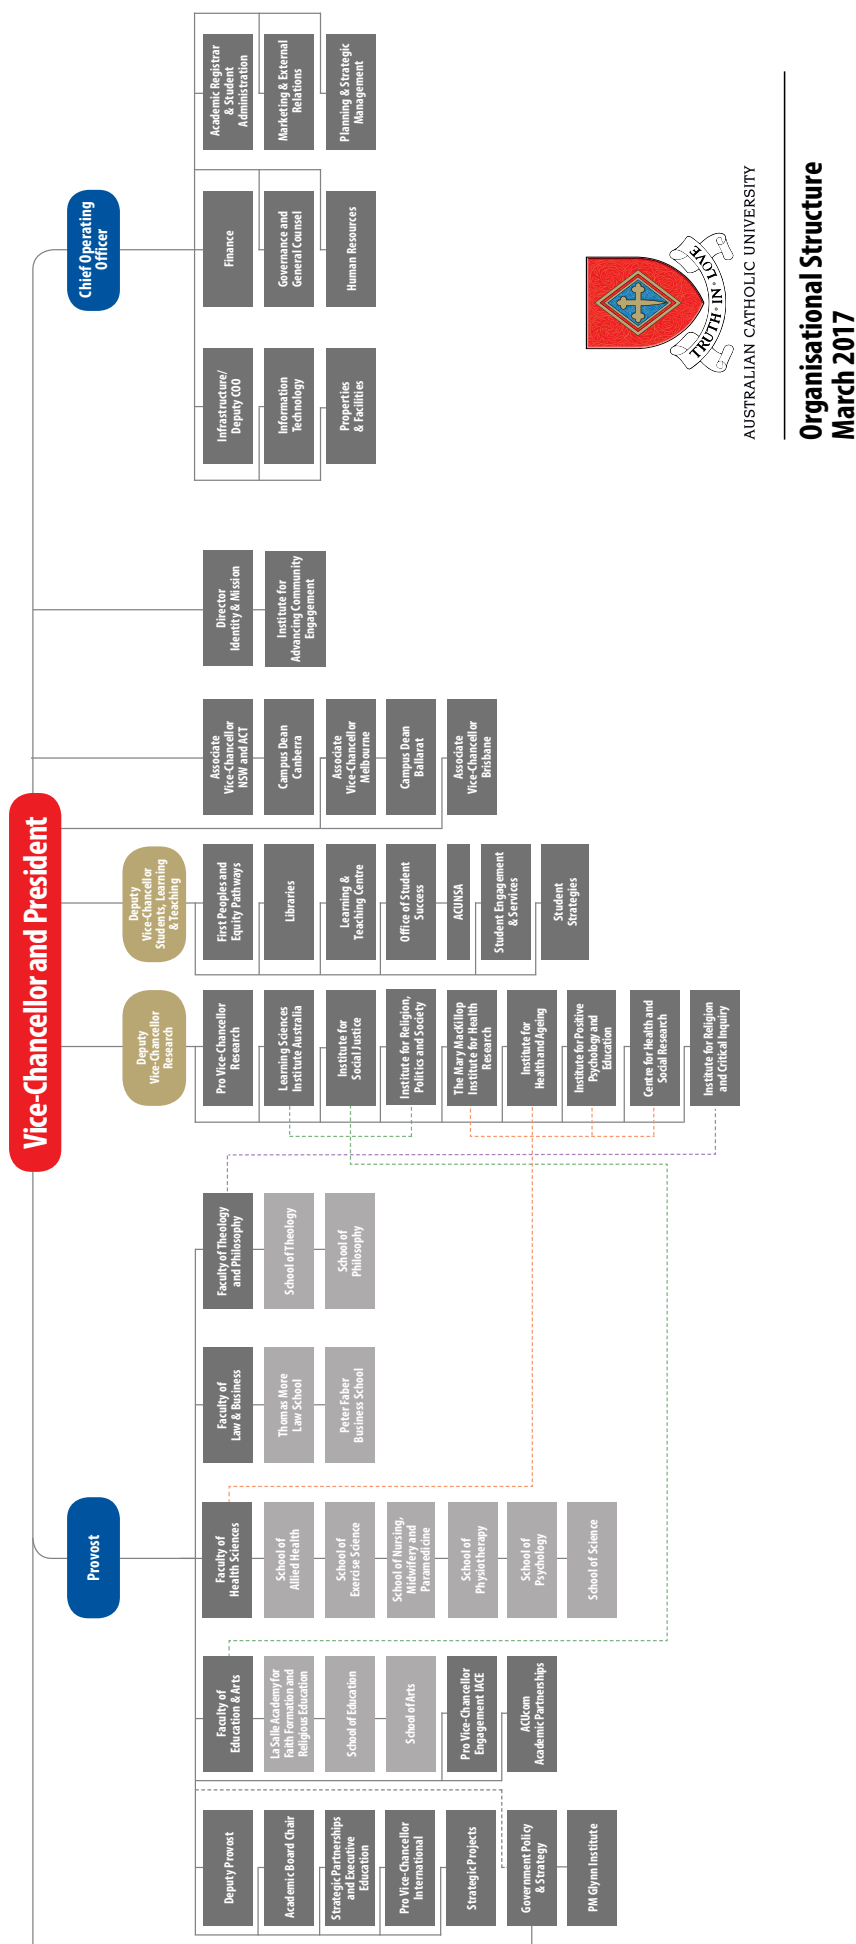 Vice-Chancellor and President
Provost
Chief Operating
Officer
Deputy
Vice-Chancellor
Research
Deputy
Vice-Chancellor
Students, Learning
& Teaching
Deputy Provost
Academic Board Chair
Strategic Partnerships
and Executive
Education
Pro Vice-Chancellor
International
Strategic Projects
Government Policy
& Strategy
PM Glynn Institute
Faculty of
Education & Arts
La Salle Academy for
Faith Formation and
Religious Education
School of Education
School of Arts
Pro Vice-Chancellor
Engagement IACE
ACUcom
Academic Partnerships
Faculty of
Health Sciences
School of
Allied Health
School of
Exercise Science
School of Nursing,
Midwifery and
Paramedicine
School of
Physiotherapy
School of
Psychology
School of Science
Faculty of
Law & Business
Thomas More
Law School
Peter Faber
Business School
Faculty of Theology
and Philosophy
School of Theology
School of
Philosophy
Pro Vice-Chancellor
Research
Learning Sciences
Institute Australia
Institute for
Social Justice
Institute for Religion,
Politics and Society
The Mary MacKillop
Institute for Health
Research
Institute for
Health and Ageing
Institute for Positive
Psychology and
Education
Centre for Health and
Social Research
Institute for Religion
and Critical Inquiry
First Peoples and
Equity Pathways
Libraries
Learning &
Teaching Centre
Office of Student
Success
ACUNSA
Student Engagement
& Services
Student
Strategies
Associate
Vice-Chancellor
NSW and ACT
Campus Dean
Canberra
Associate
Vice-Chancellor
Melbourne
Campus Dean
Ballarat
Associate
Vice-Chancellor
Brisbane
Director
Identity & Mission
Institute for
Advancing Community
Engagement
Infrastructure/
Deputy COO
Information
Technology
Properties
& Facilities
Finance
Governance and
General Counsel
Human Resources
Academic Registrar
& Student
Administration
Marketing & External
Relations
Planning & Strategic
Management
TRUTH · IN · LOVE
AUSTRALIAN CATHOLIC UNIVERSITY
Organisational Structure
March 2017